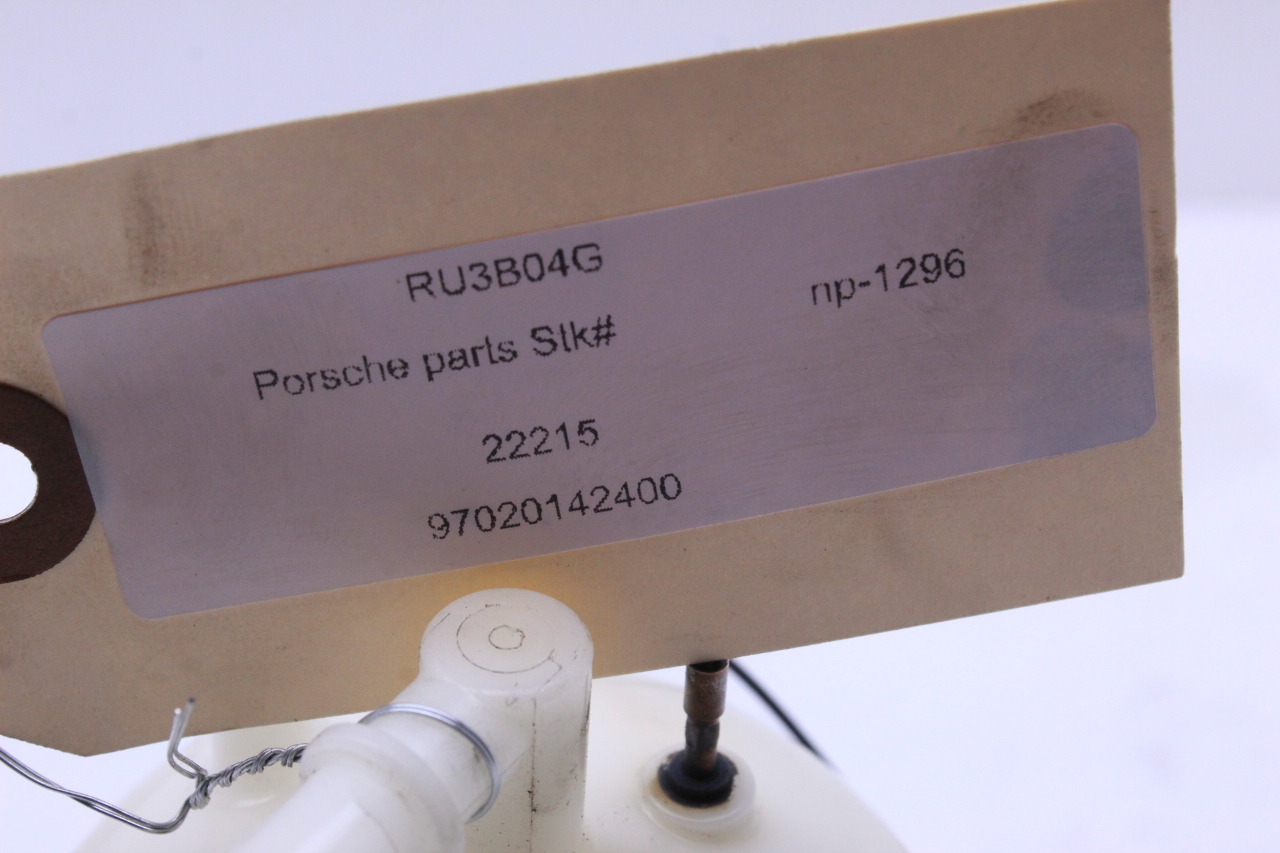 RU3B04G
np-1296
Porsche parts Stk#
22215
97020142400